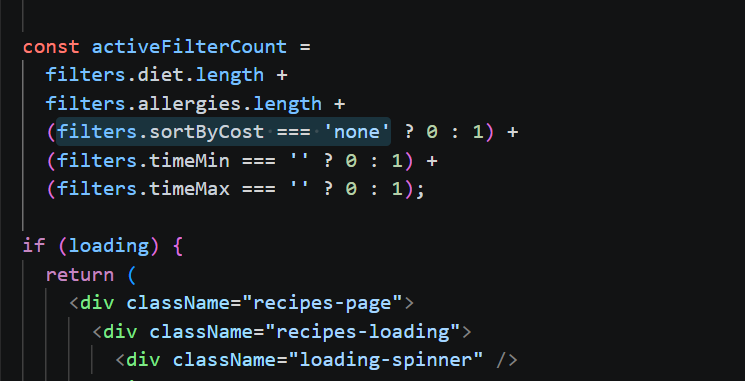 const activeFilterCount =
filters.diet.length +
filters.allergies.length +
(filters.sortByCost === 'none' ? 0 : 1) +
(filters.timeMin === '' ? 0 : 1) +
(filters.timeMax === '' ? 0 : 1);
if (loading) {
return (
<div className="recipes-page">
<div className="recipes-loading">
<div className="loading-spinner" />